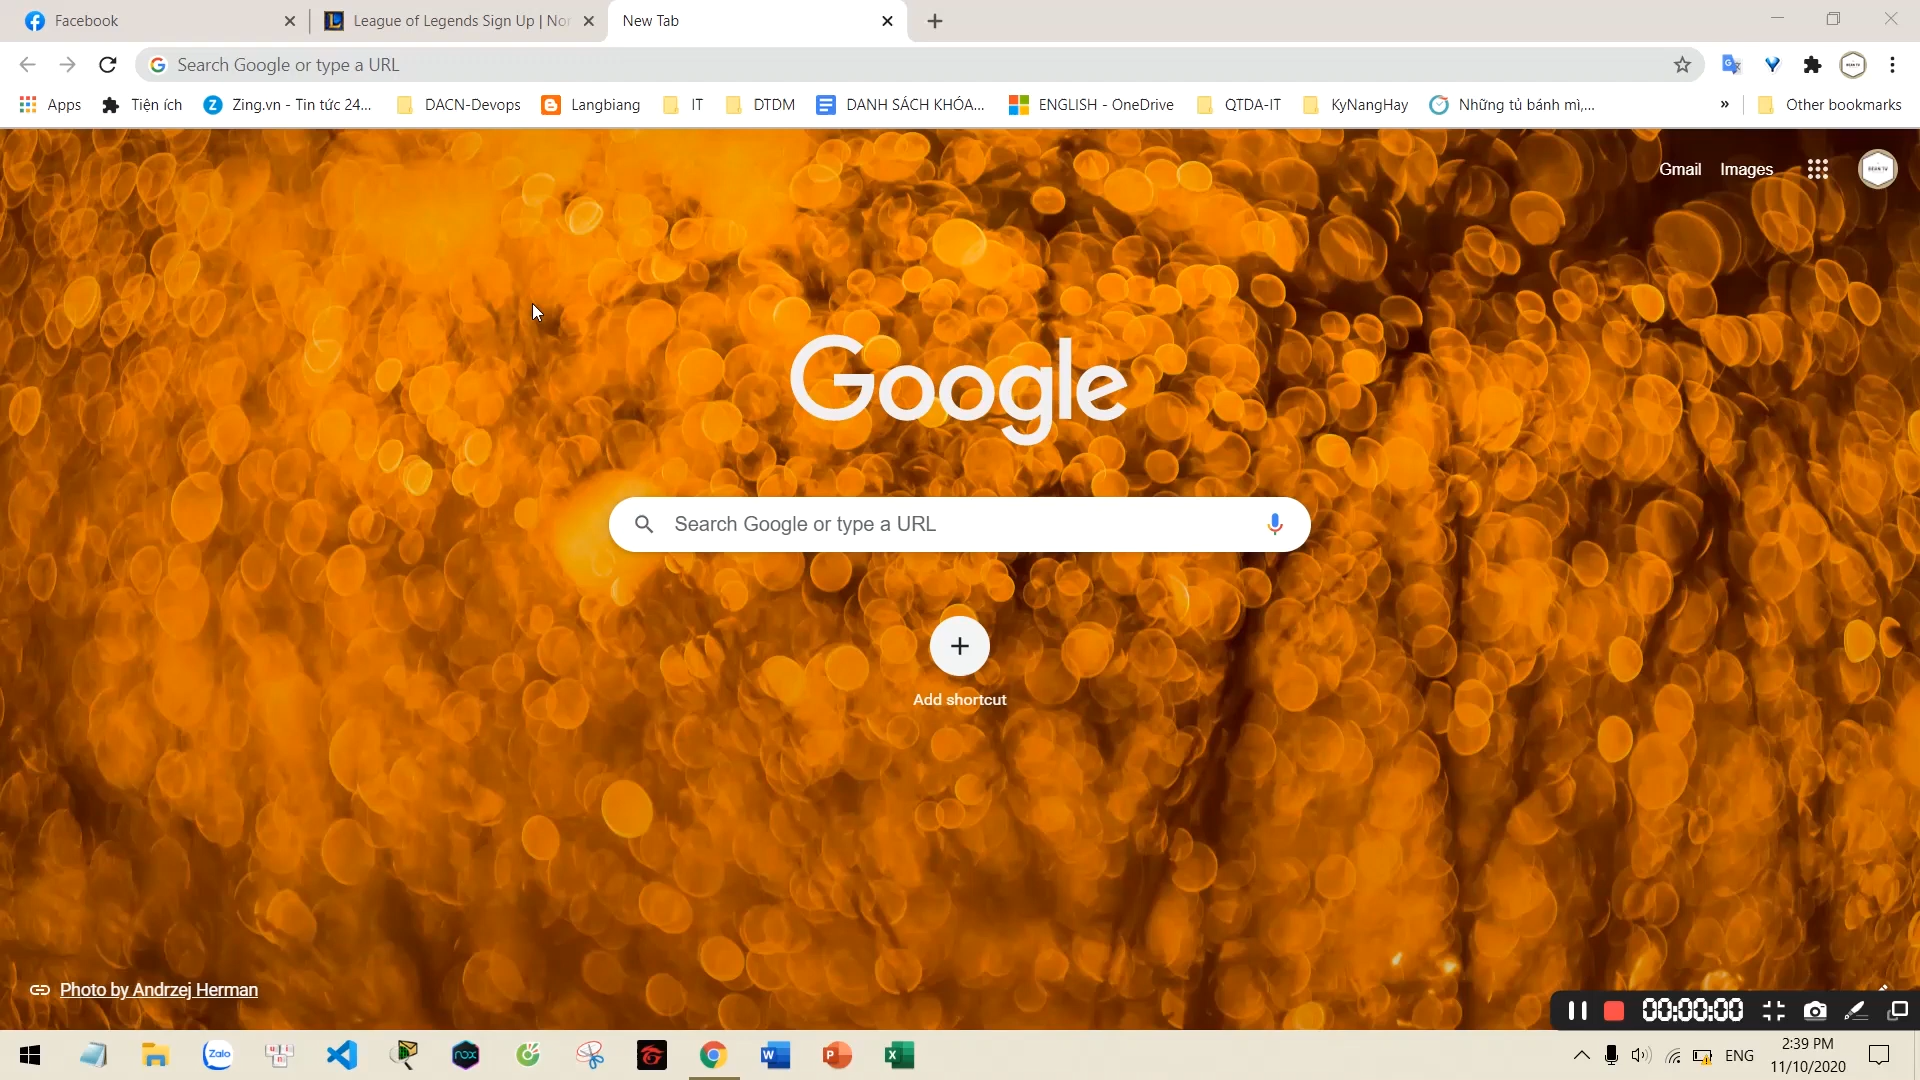 Facebook
League of Legends Sign Up | Nor
New Tab
Search Google or type a URL
Apps
Tiện ích
Zing.vn - Tin tức 24...
DACN-Devops
Langbiang
IT
DTDM
DANH SÁCH KHÓA...
ENGLISH - OneDrive
QTDA-IT
KyNangHay
Những tủ bánh mì,...
»
Other bookmarks
Gmail
Images
Google
Search Google or type a URL
Add shortcut
Photo by Andrzej Herman
00:00:00
Zalo
nox
ENG
2:39 PM
11/10/2020